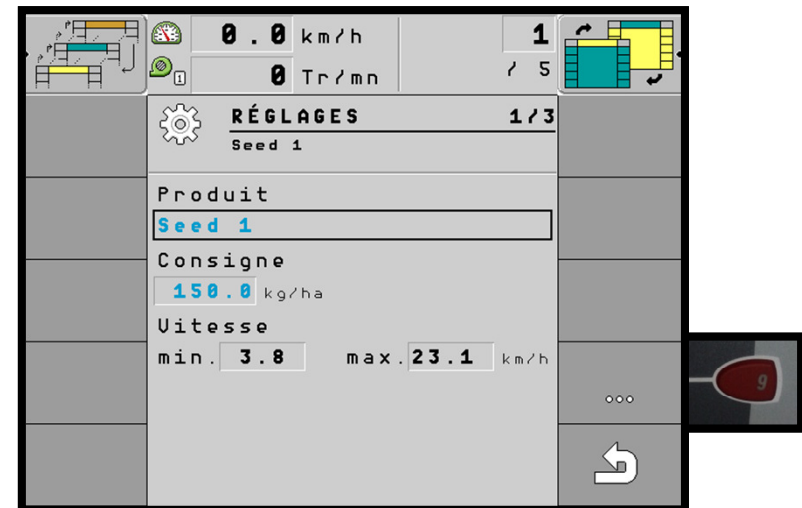 0.0 km/h
1
1
0 Tr/mn
/ 5
RÉGLAGES 1/3
Seed 1
Produit
Seed 1
Consigne
150.0 kg/ha
Vitesse
min. 3.8 max. 23.1 km/h
9